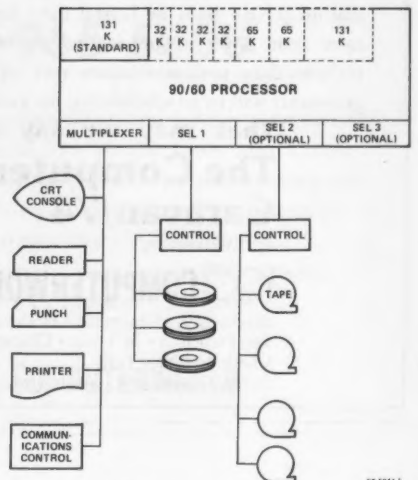 131
K
(STANDARD)
32
K
32
K
32
K
32
K
65
K
65
K
131
K
90/60 PROCESSOR
MULTIPLEXER
SEL 1
SEL 2
(OPTIONAL)
SEL 3
(OPTIONAL)
CRT
CONSOLE
CONTROL
CONTROL
READER
PUNCH
TAPE
PRINTER
COMMUN-
ICATIONS
CONTROL